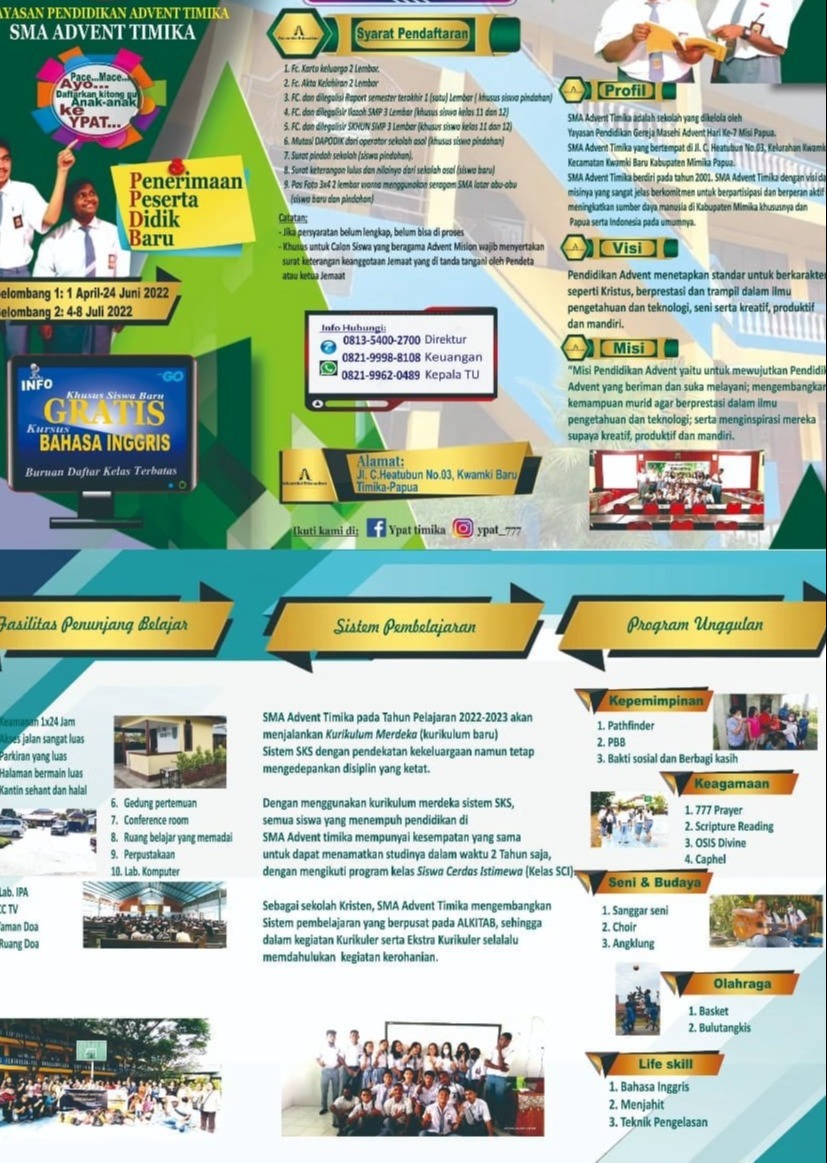 YAYASAN PENDIDIKAN ADVENT TIMIKA
SMA ADVENT TIMIKA
Pace...Mace...
Ayo...
Daftarkan kitong gu
Anak-anak
ke
YPAT...
Penerimaan
Peserta
Didik
Baru
Gelombang 1: 1 April-24 Juni 2022
Gelombang 2: 4-8 Juli 2022
INFO
GO
Khusus Siswa Baru
GRATIS
Kursus
BAHASA INGGRIS
Buruan Daftar Kelas Terbatas
Syarat Pendaftaran
1. Fc. Kartu keluarga 2 Lembar.
2. Fc. Akta Kelahiran 2 Lembar
3. FC. dan dilegalisi Raport semester terakhir 1 (satu) Lembar ( khusus siswa pindahan)
4. FC. dan dilegalisir Ijazah SMP 3 Lembar (khusus siswa kelas 11 dan 12)
5. FC. dan dilegalisir SKHUN SMP 3 Lembar (khusus siswa kelas 11 dan 12)
6. Mutasi DAPODIK dari operator sekolah asal (khusus siswa pindahan)
7. Surat pindah sekolah (siswa pindahan).
8. Surat keterangan lulus dan nilainya dari sekolah asal (siswa baru)
9. Pas Foto 3x4 2 lembar warna menggunakan seragam SMA latar abu-abu
(siswa baru dan pindahan)
Catatan:
- Jika persyaratan belum lengkap, belum bisa di proses
- Khusus untuk Calon Siswa yang beragama Advent Mision wajib menyertakan
surat keterangan keanggotaan Jemaat yang di tanda tangani oleh Pendeta
atau ketua Jemaat
Info Hubungi:
0813-5400-2700 Direktur
0821-9998-8108 Keuangan
0821-9962-0489 Kepala TU
Alamat:
Jl. C.Heatubun No.03, Kwamki Baru
Timika-Papua
Ikuti kami di: Ypat timika ypat_777
Profil
SMA Advent Timika adalah sekolah yang dikelola oleh
Yayasan Pendidikan Gereja Masehi Advent Hari Ke-7 Misi Papua.
SMA Advent Timika yang bertempat di Jl. C. Heatubun No.03, Kelurahan Kwamk
Kecamatan Kwamki Baru Kabupaten Mimika Papua.
SMA Advent Timika berdiri pada tahun 2001. SMA Advent Timika dengan visi da
misinya yang sangat jelas berkomitmen untuk berpartisipasi dan berperan aktif
meningkatkan sumber daya manusia di Kabupaten Mimika khususnya dan
Papua serta Indonesia pada umumnya.
Visi
Pendidikan Advent menetapkan standar untuk berkarakter
seperti Kristus, berprestasi dan trampil dalam ilmu
pengetahuan dan teknologi, seni serta kreatif, produktif
dan mandiri.
Misi
"Misi Pendidikan Advent yaitu untuk mewujutkan Pendidik
Advent yang beriman dan suka melayani; mengembangkan
kemampuan murid agar berprestasi dalam ilmu
pengetahuan dan teknologi; serta menginspirasi mereka
supaya kreatif, produktif dan mandiri.
Fasilitas Penunjang Belajar
Keamanan 1x24 Jam
Akses jalan sangat luas
Parkiran yang luas
Halaman bermain luas
Kantin sehant dan halal
6. Gedung pertemuan
7. Conference room
8. Ruang belajar yang memadai
9. Perpustakaan
10. Lab. Komputer
Lab. IPA
CC TV
Taman Doa
Ruang Doa
Sistem Pembelajaran
SMA Advent Timika pada Tahun Pelajaran 2022-2023 akan
menjalankan Kurikulum Merdeka (kurikulum baru)
Sistem SKS dengan pendekatan kekeluargaan namun tetap
mengedepankan disiplin yang ketat.
Dengan menggunakan kurikulum merdeka sistem SKS,
semua siswa yang menempuh pendidikan di
SMA Advent timika mempunyai kesempatan yang sama
untuk dapat menamatkan studinya dalam waktu 2 Tahun saja,
dengan mengikuti program kelas Siswa Cerdas Istimewa (Kelas SCI)
Sebagai sekolah Kristen, SMA Advent Timika mengembangkan
Sistem pembelajaran yang berpusat pada ALKITAB, sehingga
dalam kegiatan Kurikuler serta Ekstra Kurikuler selalalu
memdahulukan kegiatan kerohanian.
Program Unggulan
Kepemimpinan
1. Pathfinder
2. PBB
3. Bakti sosial dan Berbagi kasih
Keagamaan
1. 777 Prayer
2. Scripture Reading
3. OSIS Divine
4. Caphel
Seni & Budaya
1. Sanggar seni
2. Choir
3. Angklung
Olahraga
1. Basket
2. Bulutangkis
Life skill
1. Bahasa Inggris
2. Menjahit
3. Teknik Pengelasan